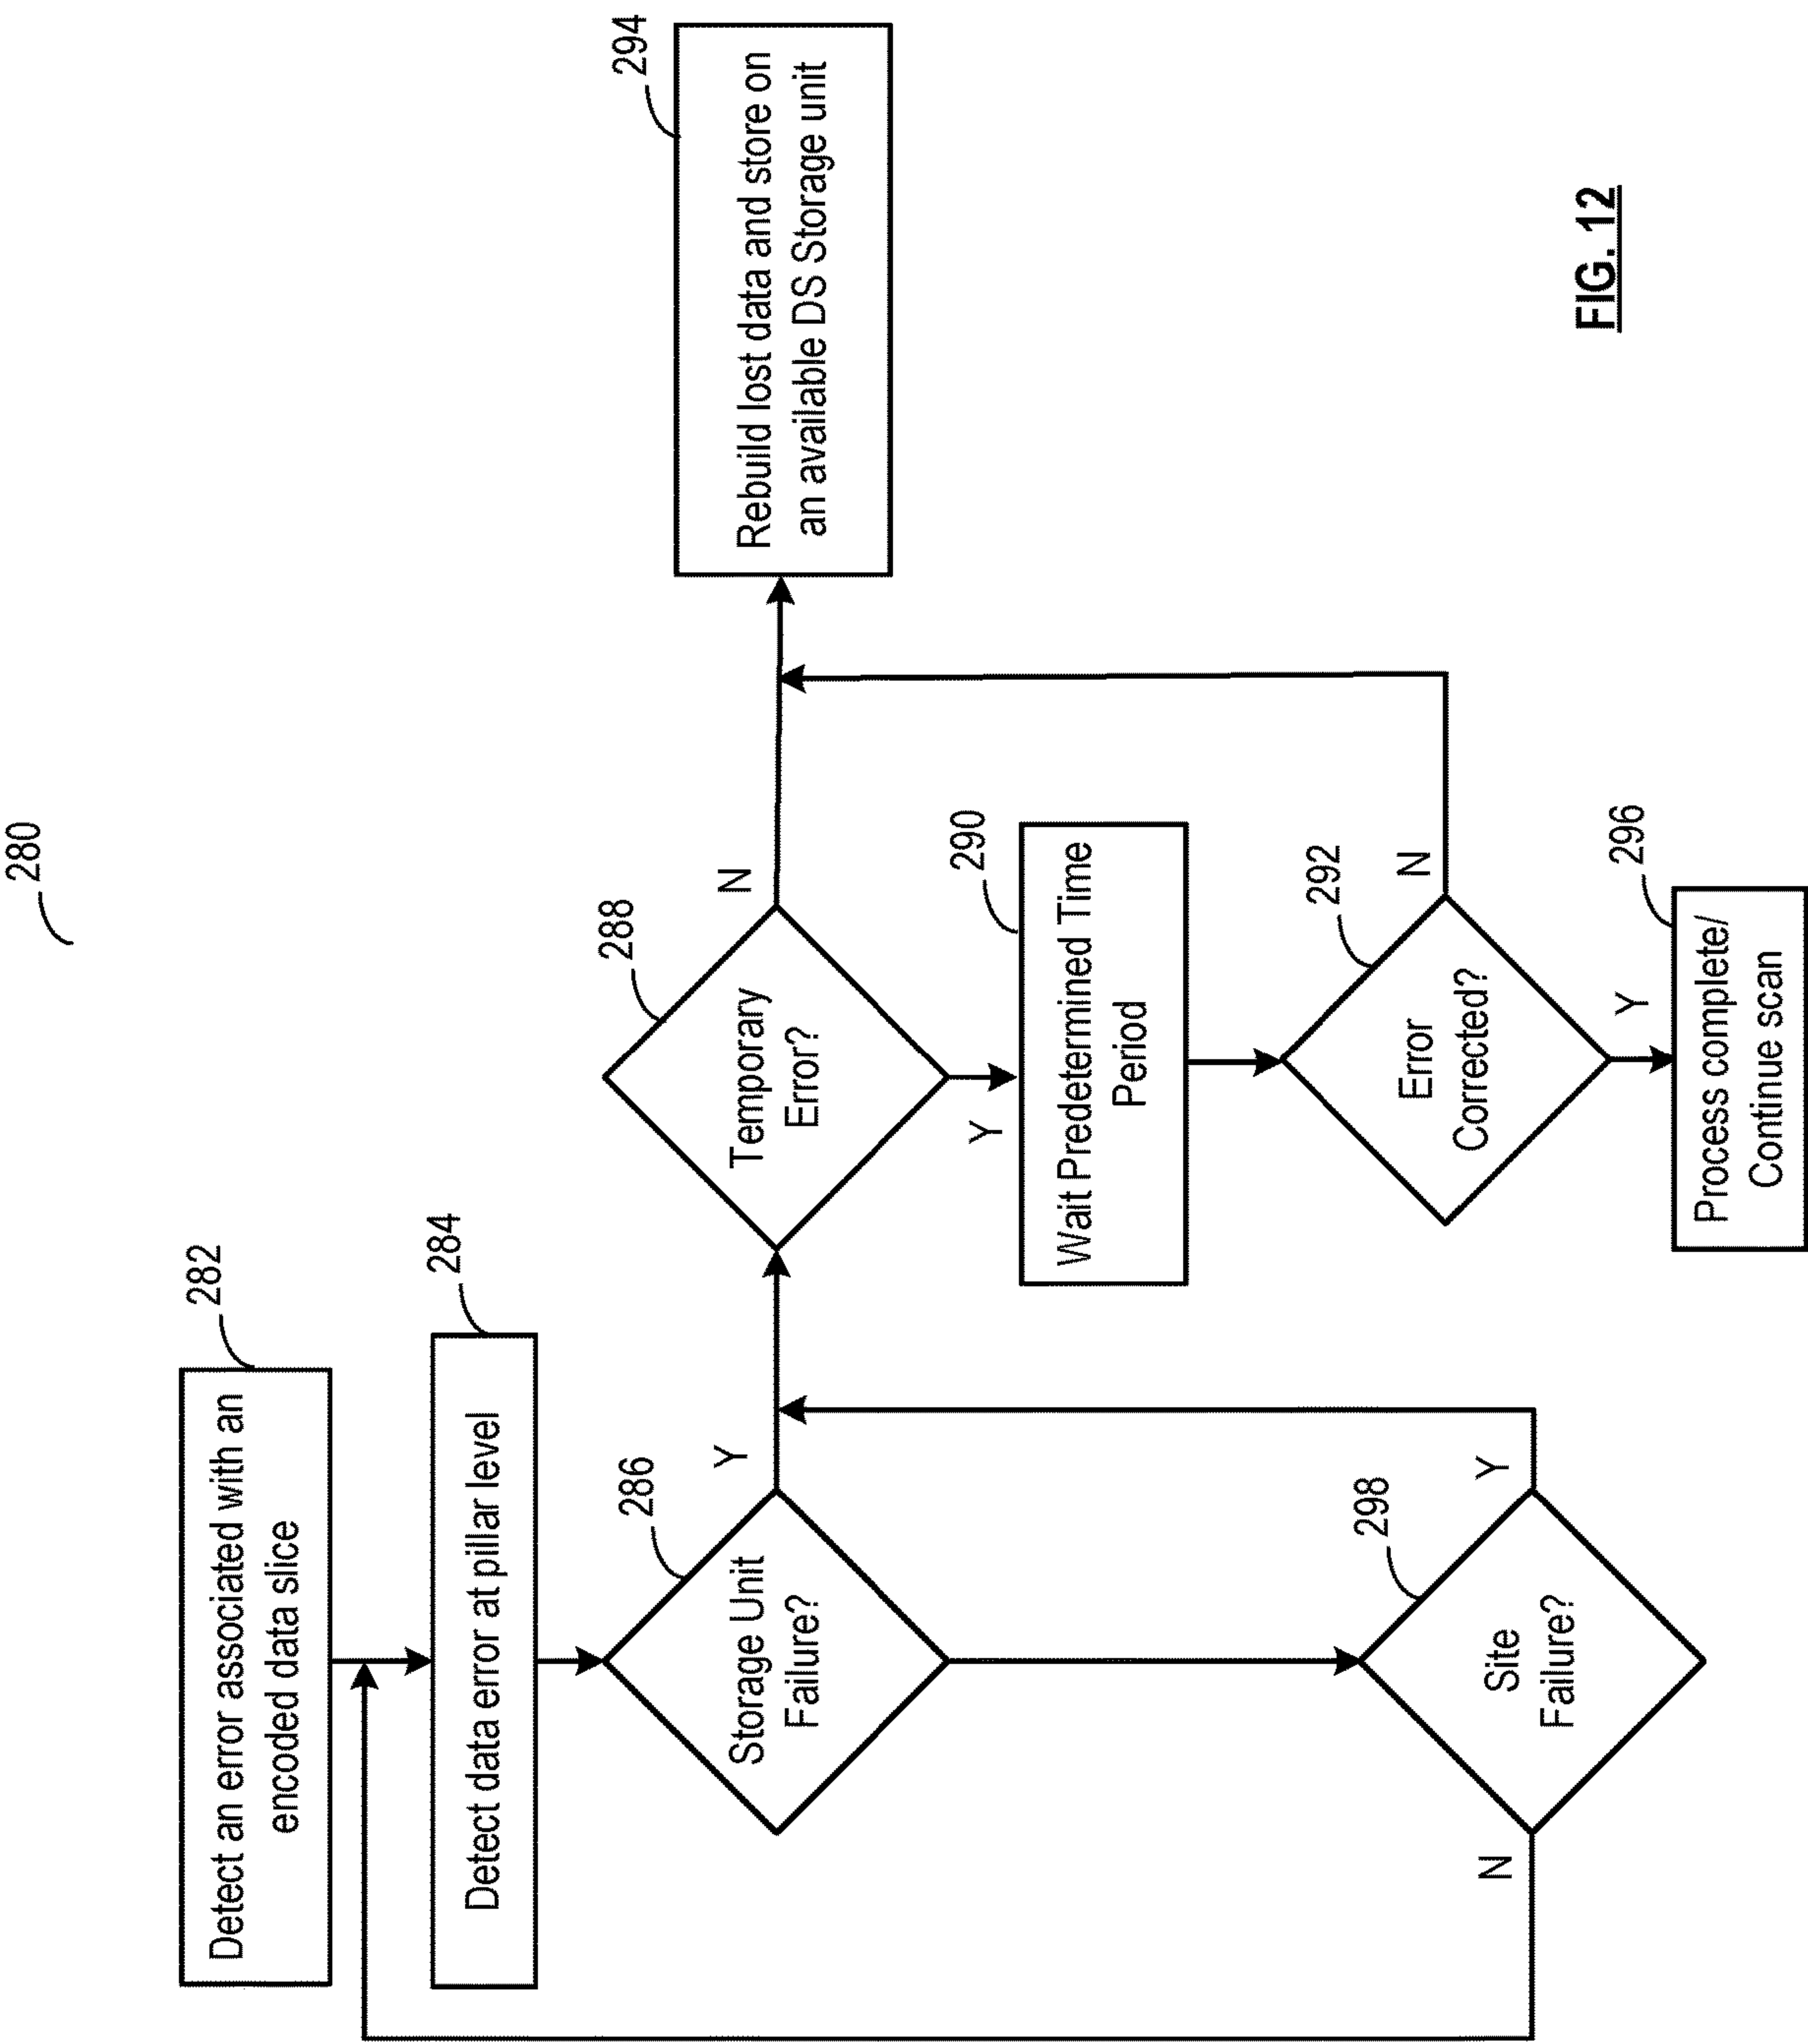 280
282
Detect an error associated with an
encoded data slice
284
Detect data error at pillar level
286
Storage Unit
Failure?
Y
288
Temporary
Error?
N
294
Rebuild lost data and store on
an available DS Storage unit
Y
290
Wait Predetermined Time
Period
292
Error
Corrected?
N
Y
296
Process complete/
Continue scan
298
Site
Failure?
Y
N
FIG. 12